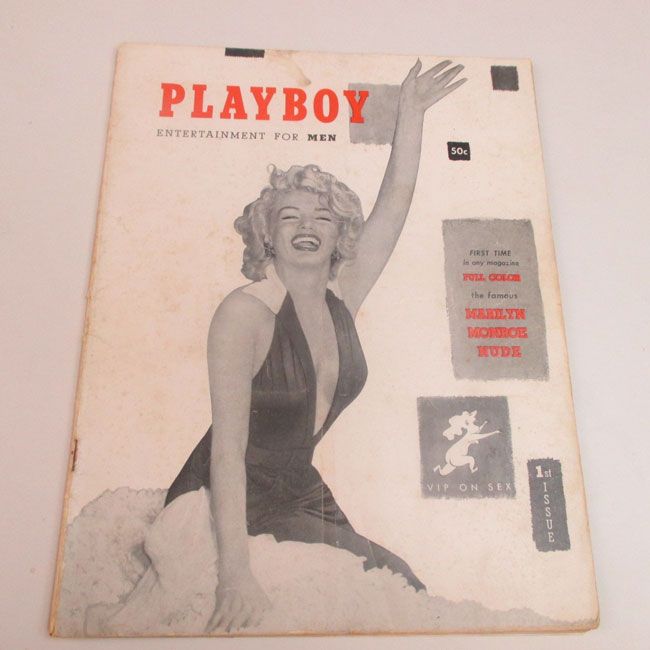 PLAYBOY
ENTERTAINMENT FOR MEN
50c
FIRST TIME
in any magazine
FULL COLOR
the famous
MARILYN
MONROE
NUDE
VIP ON SEX
1st
ISSUE